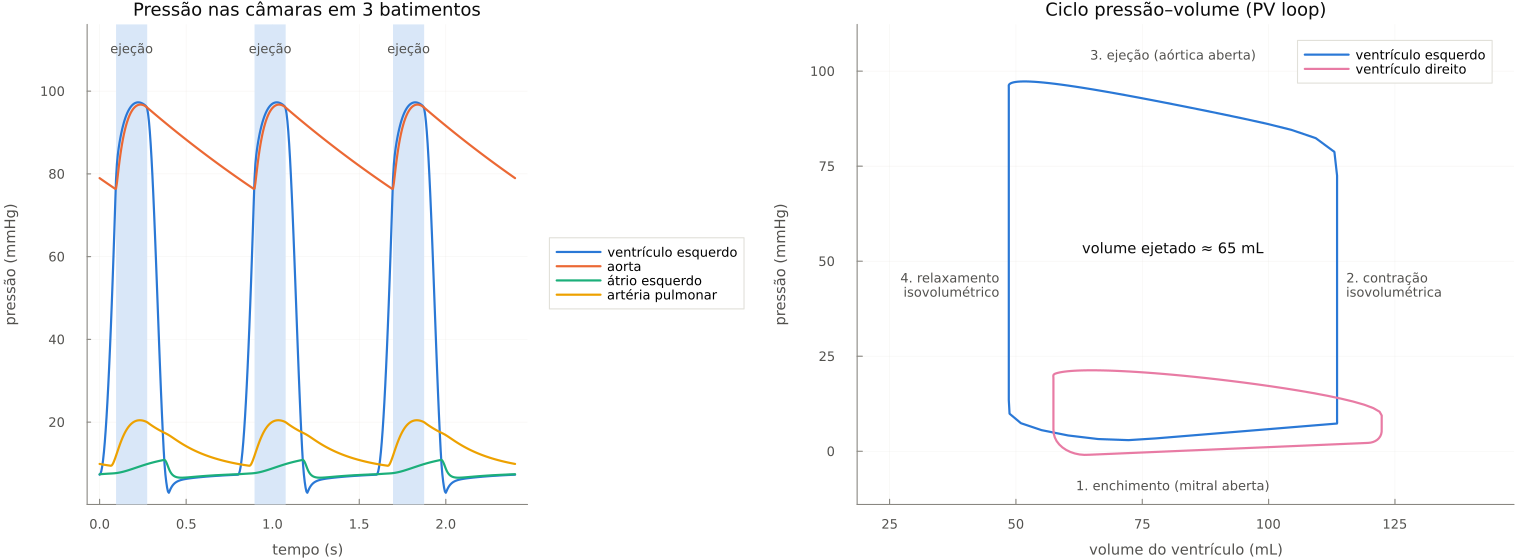 Pressão nas câmaras em 3 batimentos
ejeção
ejeção
ejeção
pressão (mmHg)
100
80
60
40
20
0.0
0.5
1.0
1.5
2.0
tempo (s)
ventrículo esquerdo
aorta
átrio esquerdo
artéria pulmonar
Ciclo pressão–volume (PV loop)
3. ejeção (aórtica aberta)
ventrículo esquerdo
ventrículo direito
pressão (mmHg)
100
75
50
25
0
volume ejetado ≈ 65 mL
4. relaxamento
isovolumétrico
2. contração
isovolumétrica
1. enchimento (mitral aberta)
25
50
75
100
125
volume do ventrículo (mL)